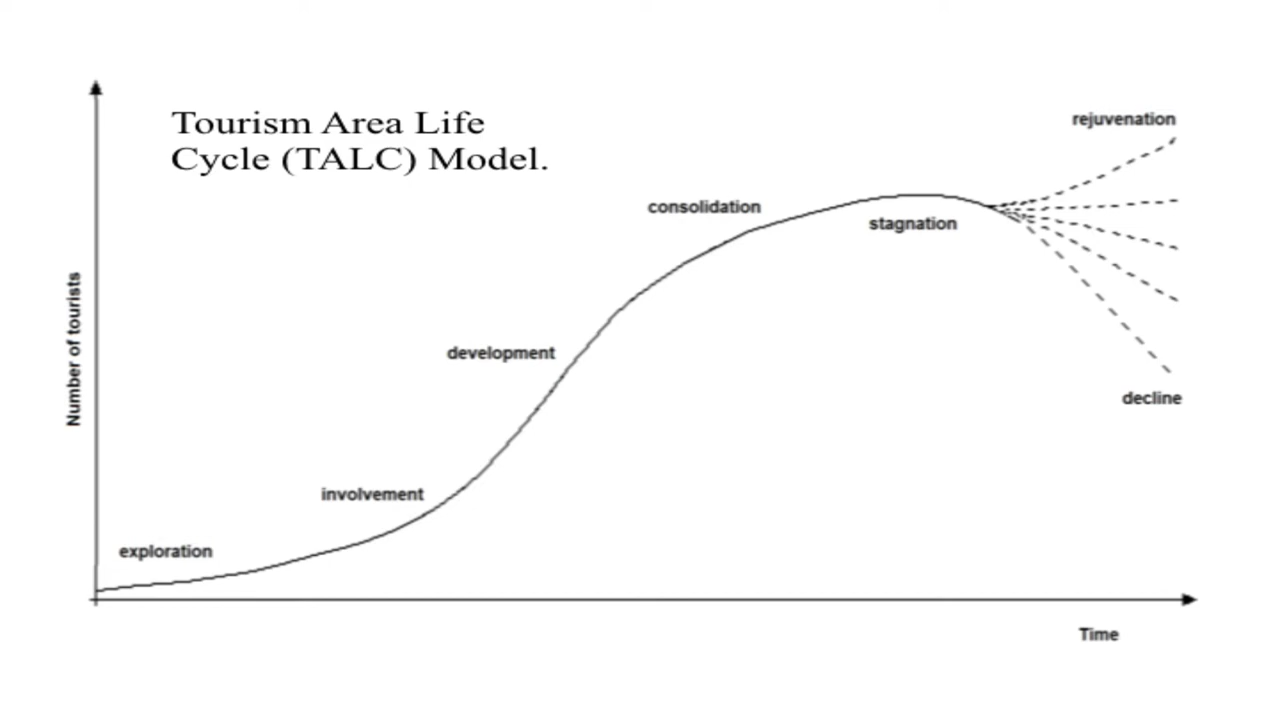 Tourism Area Life
Cycle (TALC) Model.
rejuvenation
consolidation
stagnation
Number of tourists
development
decline
involvement
exploration
Time